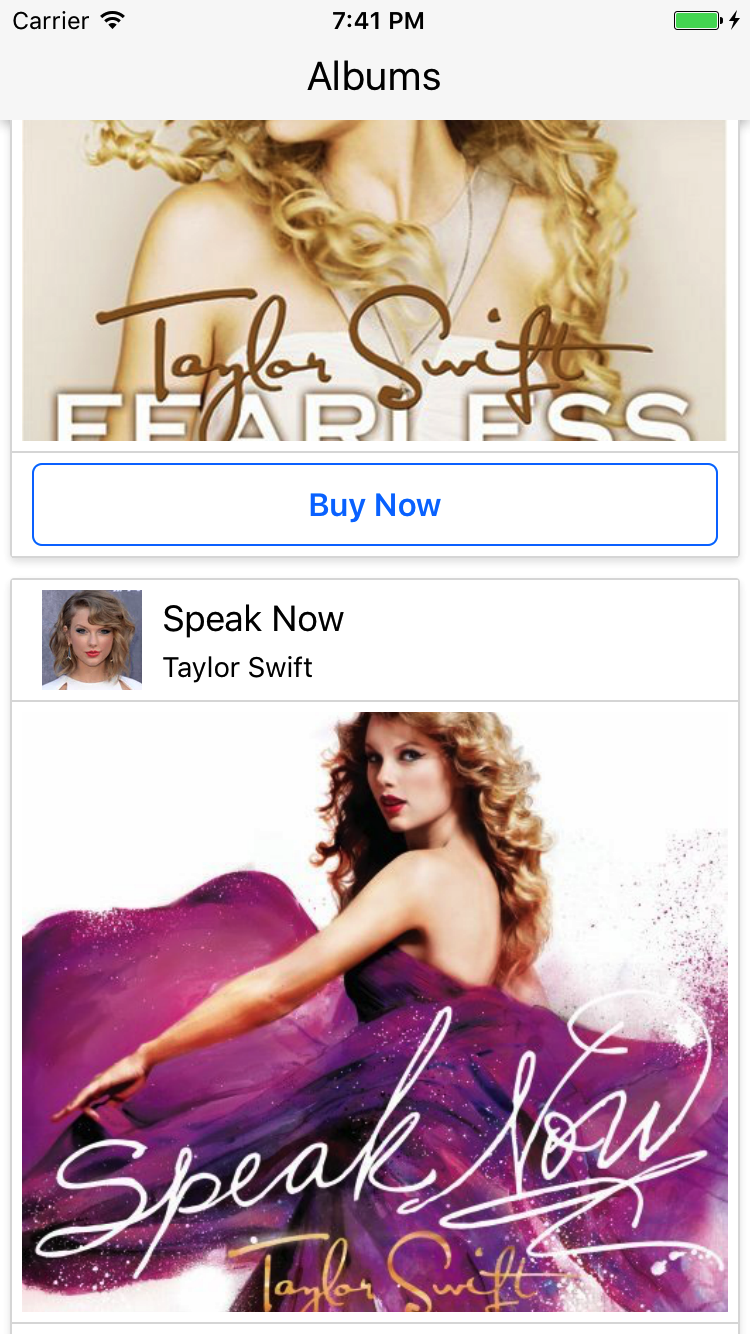 Carrier 7:41 PM
Albums
Taylor Swift
FEARLESS
Buy Now
Speak Now
Taylor Swift
Speak Now
Taylor Swift